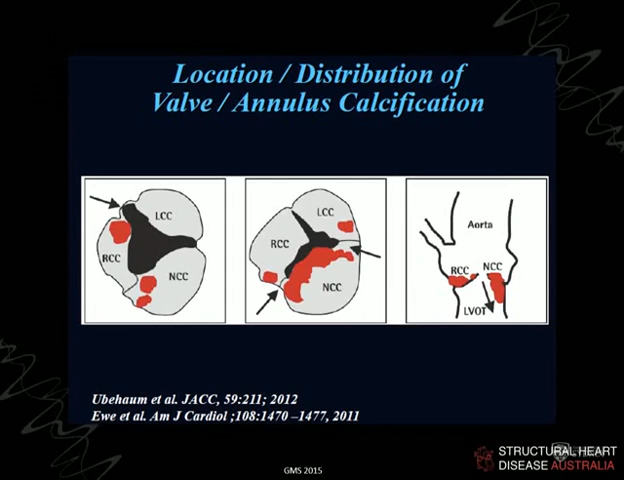 Location / Distribution of
Valve / Annulus Calcification
LCC
RCC
NCC
LCC
RCC
NCC
Aorta
RCC
NCC
LVOT
Ubehaum et al. JACC, 59:211; 2012
Ewe et al. Am J Cardiol ;108:1470 –1477, 2011
GMS 2015
STRUCTURAL HEART
DISEASE AUSTRALIA